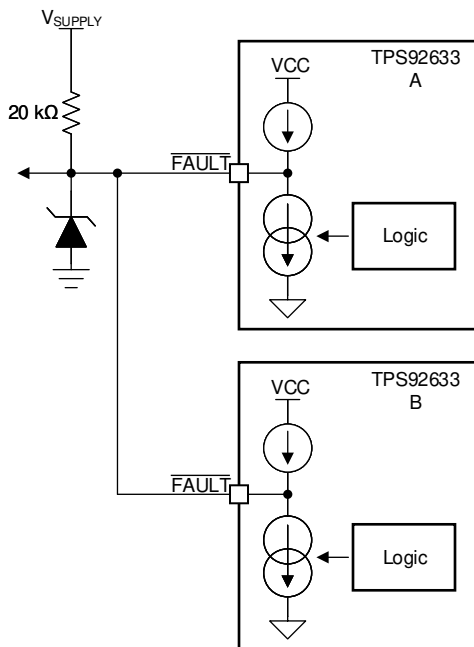 VSUPPLY
20 kΩ
TPS92633
A
VCC
FAULT
Logic
TPS92633
B
VCC
FAULT
Logic